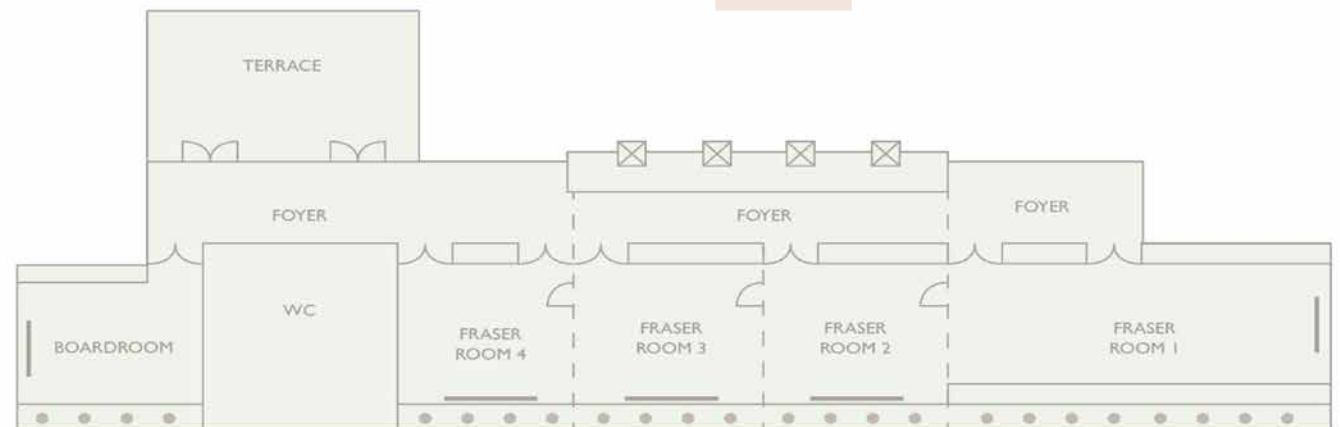 TERRACE
FOYER
FOYER
FOYER
WC
BOARDROOM
FRASER
ROOM 4
FRASER
ROOM 3
FRASER
ROOM 2
FRASER
ROOM 1